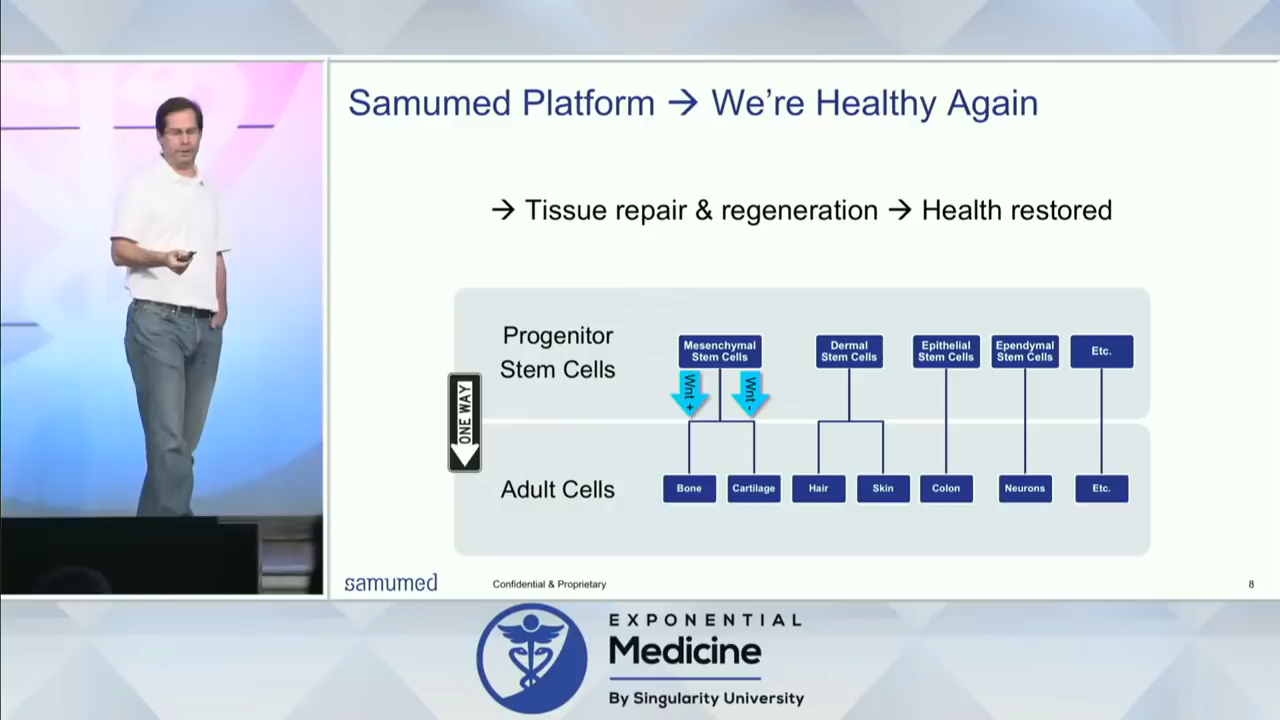 Samumed Platform → We're Healthy Again
→ Tissue repair & regeneration → Health restored
Progenitor
Stem Cells
Mesenchymal
Stem Cells
Dermal
Stem Cells
Epithelial
Stem Cells
Ependymal
Stem Cells
Etc.
Wnt +
Wnt -
ONE WAY
Adult Cells
Bone
Cartilage
Hair
Skin
Colon
Neurons
Etc.
samumed
Confidential & Proprietary
8
EXPONENTIAL
Medicine
By Singularity University